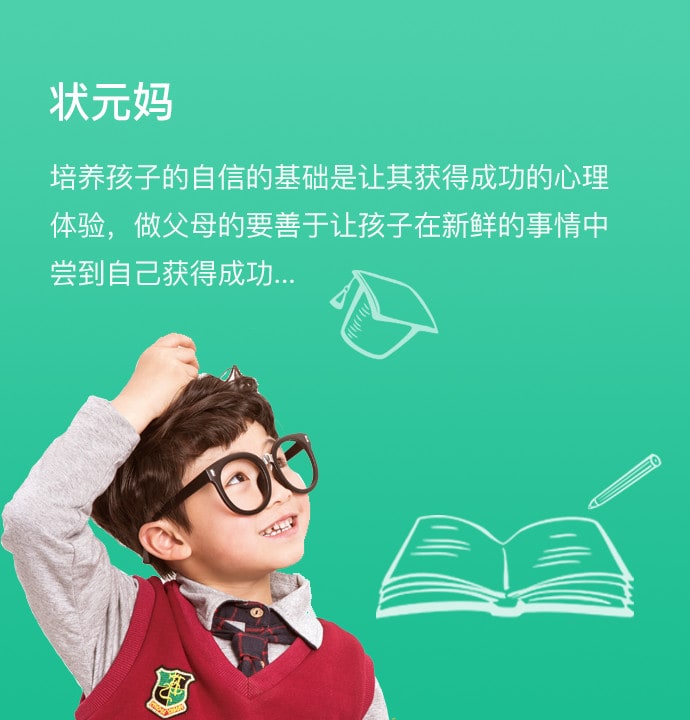 状元妈
培养孩子的自信的基础是让其获得成功的心理
体验，做父母的要善于让孩子在新鲜的事情中
尝到自己获得成功...